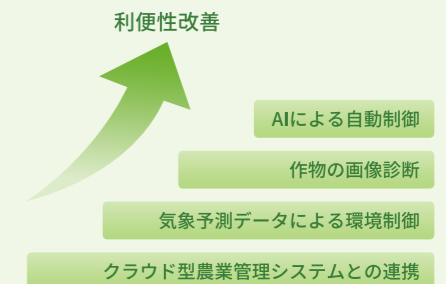 利便性改善
AIによる自動制御
作物の画像診断
気象予測データによる環境制御
クラウド型農業管理システムとの連携